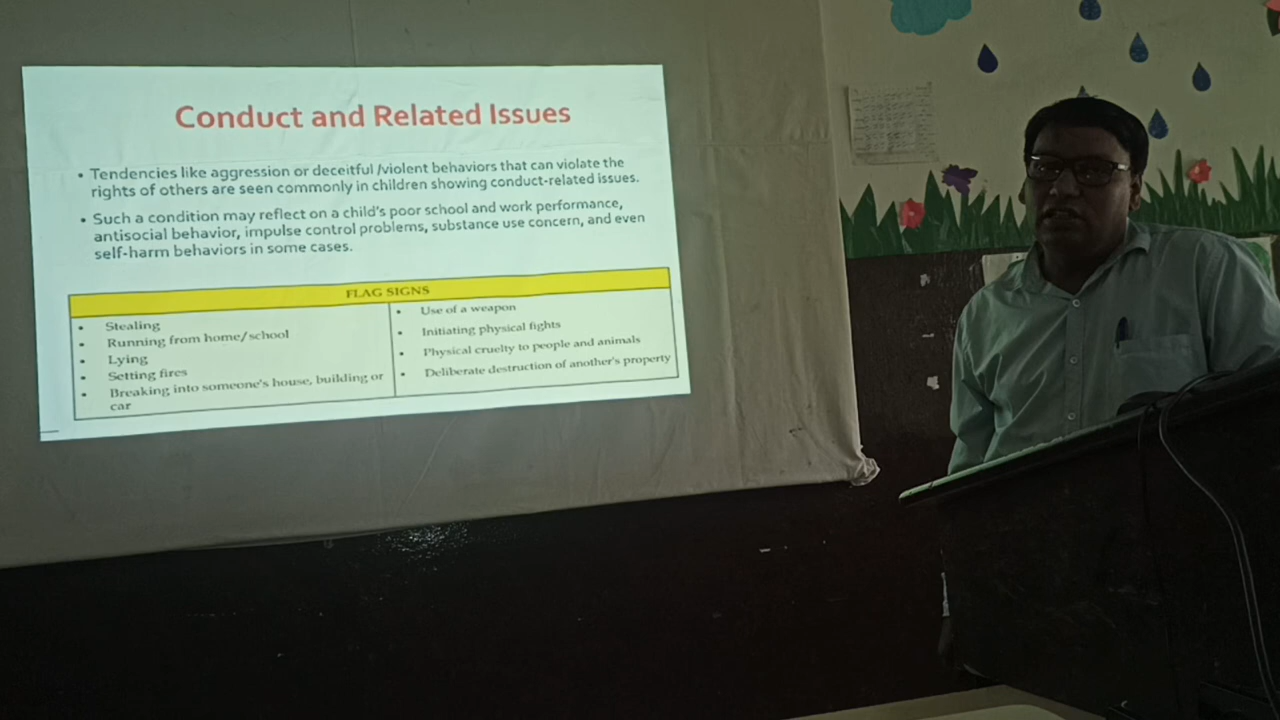 Conduct and Related Issues
• Tendencies like aggression or deceitful /violent behaviors that can violate the
rights of others are seen commonly in children showing conduct-related issues.
• Such a condition may reflect on a child's poor school and work performance,
antisocial behavior, impulse control problems, substance use concern, and even
self-harm behaviors in some cases.
FLAG SIGNS
• Stealing
• Running from home/school
• Lying
• Setting fires
• Breaking into someone's house, building or
car
• Use of a weapon
• Initiating physical fights
• Physical cruelty to people and animals
• Deliberate destruction of another's property